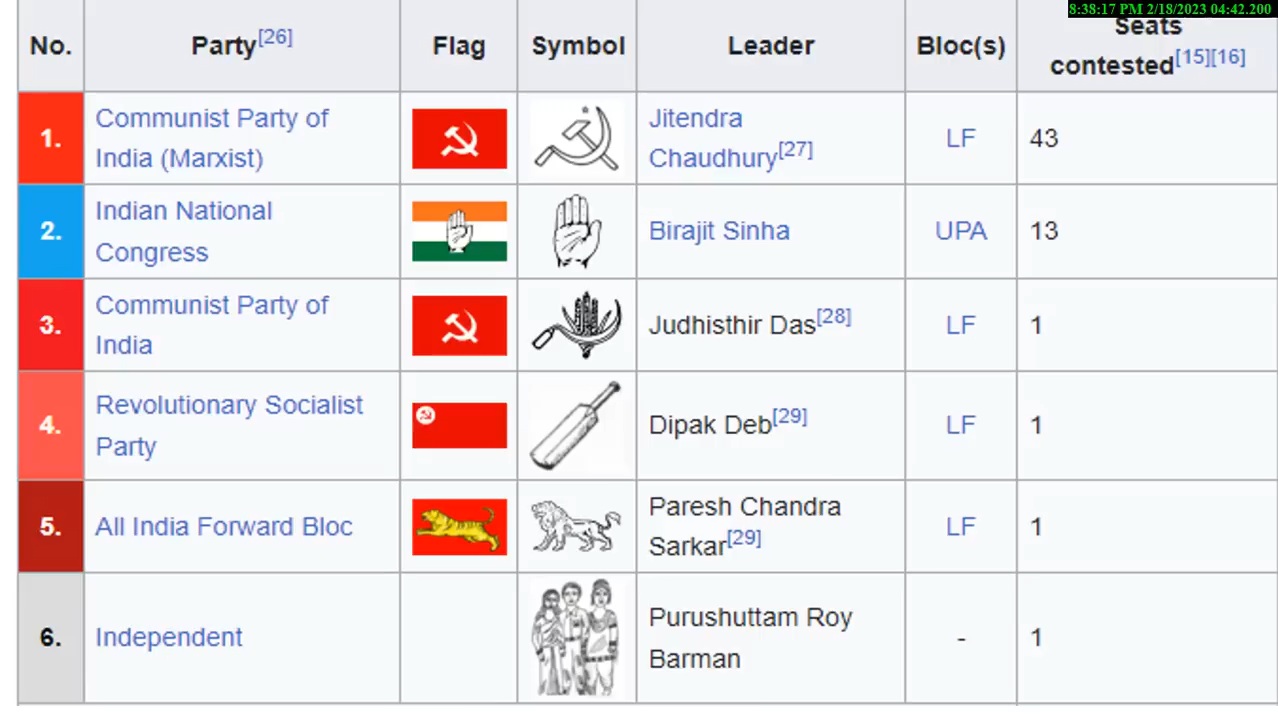 8:38:17 PM 2/18/2023 04:42.200
No.
Party[26]
Flag
Symbol
Leader
Bloc(s)
Seats
contested[15][16]
1.
Communist Party of
India (Marxist)
Jitendra
Chaudhury[27]
LF
43
2.
Indian National
Congress
Birajit Sinha
UPA
13
3.
Communist Party of
India
Judhisthir Das[28]
LF
1
4.
Revolutionary Socialist
Party
Dipak Deb[29]
LF
1
5.
All India Forward Bloc
Paresh Chandra
Sarkar[29]
LF
1
6.
Independent
Purushuttam Roy
Barman
-
1